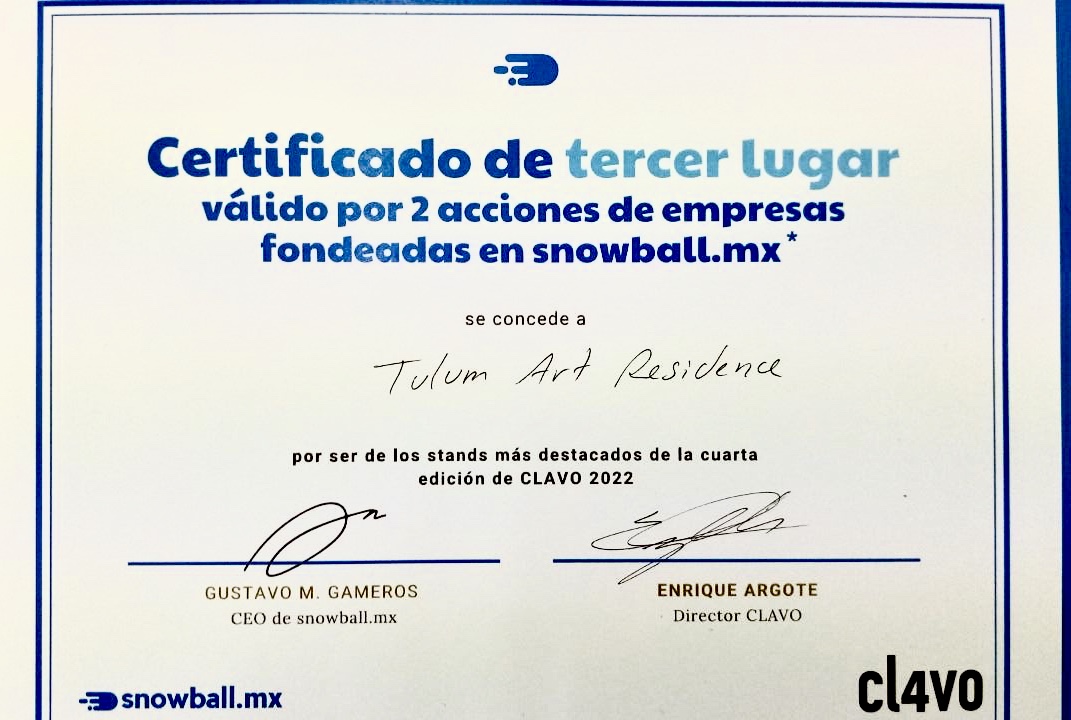 Certificado de tercer lugar
válido por 2 acciones de empresas
fondeadas en snowball.mx*
se concede a
Tulum Art Residence
por ser de los stands más destacados de la cuarta
edición de CLAVO 2022
GUSTAVO M. GAMEROS
CEO de snowball.mx
ENRIQUE ARGOTE
Director CLAVO
snowball.mx
cl4vo